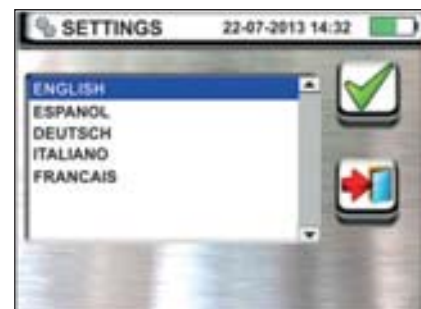 SETTINGS 22-07-2013 14:32
ENGLISH
ESPANOL
DEUTSCH
ITALIANO
FRANCAIS